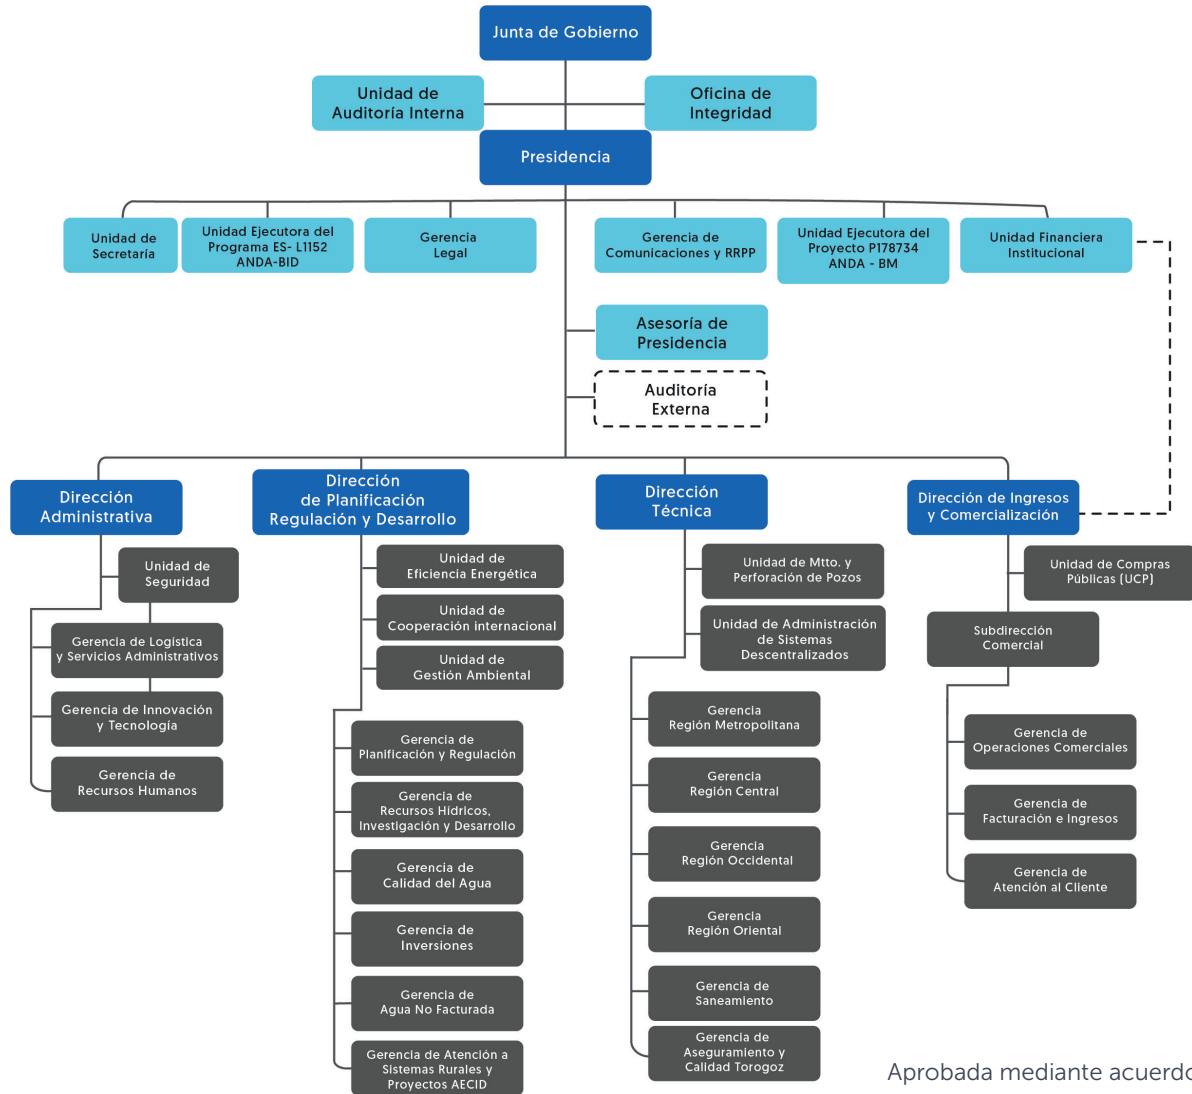 Junta de Gobierno
Unidad de
Auditoría Interna
Oficina de
Integridad
Presidencia
Unidad de
Secretaría
Unidad Ejecutora del
Programa ES- L1152
ANDA-BID
Gerencia
Legal
Gerencia de
Comunicaciones y RRPP
Unidad Ejecutora del
Proyecto P178734
ANDA - BM
Unidad Financiera
Institucional
Asesoría de
Presidencia
Auditoría
Externa
Dirección
Administrativa
Dirección
de Planificación
Regulación y Desarrollo
Dirección
Técnica
Dirección de Ingresos
y Comercialización
Unidad de
Seguridad
Gerencia de Logística
y Servicios Administrativos
Gerencia de Innovación
y Tecnología
Gerencia de
Recursos Humanos
Unidad de
Eficiencia Energética
Unidad de
Cooperación internacional
Unidad de
Gestión Ambiental
Gerencia de
Planificación y Regulación
Gerencia de
Recursos Hídricos,
Investigación y Desarrollo
Gerencia de
Calidad del Agua
Gerencia de
Inversiones
Gerencia de
Agua No Facturada
Gerencia de Atención a
Sistemas Rurales y
Proyectos AECID
Unidad de Mtto. y
Perforación de Pozos
Unidad de Administración
de Sistemas
Descentralizados
Gerencia
Región Metropolitana
Gerencia
Región Central
Gerencia
Región Occidental
Gerencia
Región Oriental
Gerencia de
Saneamiento
Gerencia de
Aseguramiento y
Calidad Torogoz
Unidad de Compras
Públicas (UCP)
Subdirección
Comercial
Gerencia de
Operaciones Comerciales
Gerencia de
Facturación e Ingresos
Gerencia de
Atención al Cliente
Aprobada mediante acuerdo